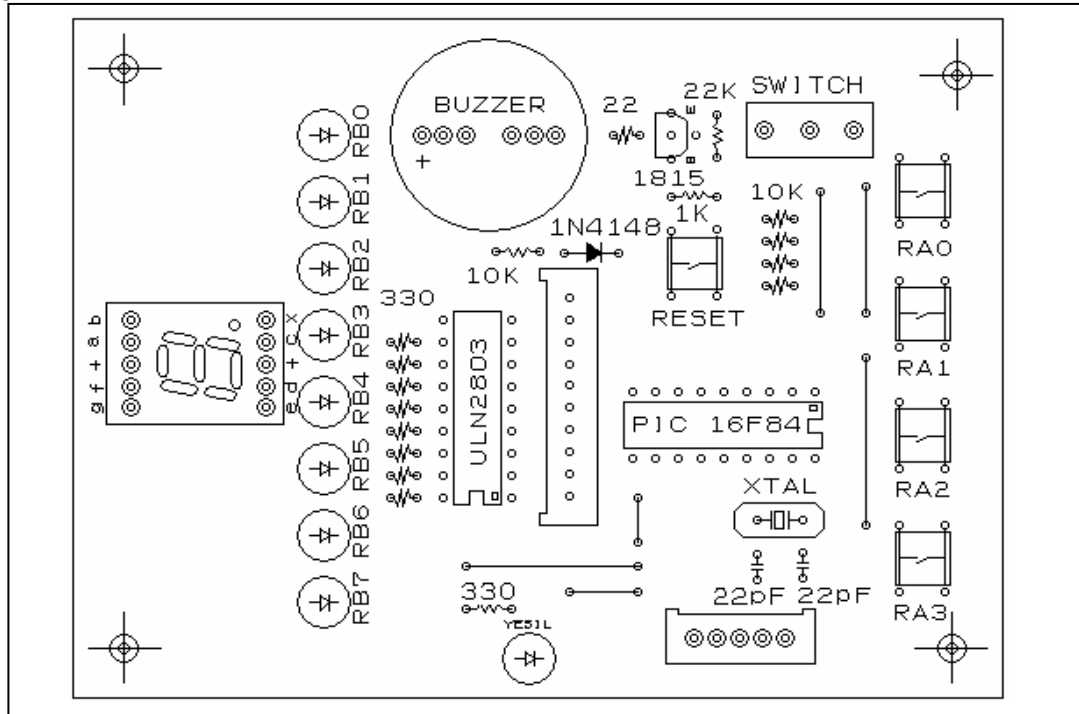 SWITCH
BUZZER
+
22
22K
E
B
1815
1K
10K
1N4148
10K
RESET
330
RB0
RB1
RB2
RB3
RB4
RB5
RB6
RB7
g f + a b
e d + c x
ULN2803
PIC 16F84
XTAL
22pF 22pF
RA0
RA1
RA2
RA3
330
YESIL